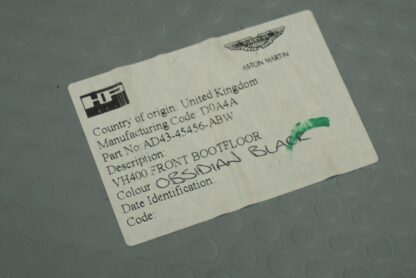 ASTON MARTIN
Country of origin: United Kingdom
Manufacturing Code: D0A4A
Part No: AD43-45456-ABW
Description:
VH400 FRONT BOOTFLOOR
Colour OBSIDIAN BLACK
Date Identification:
Code: